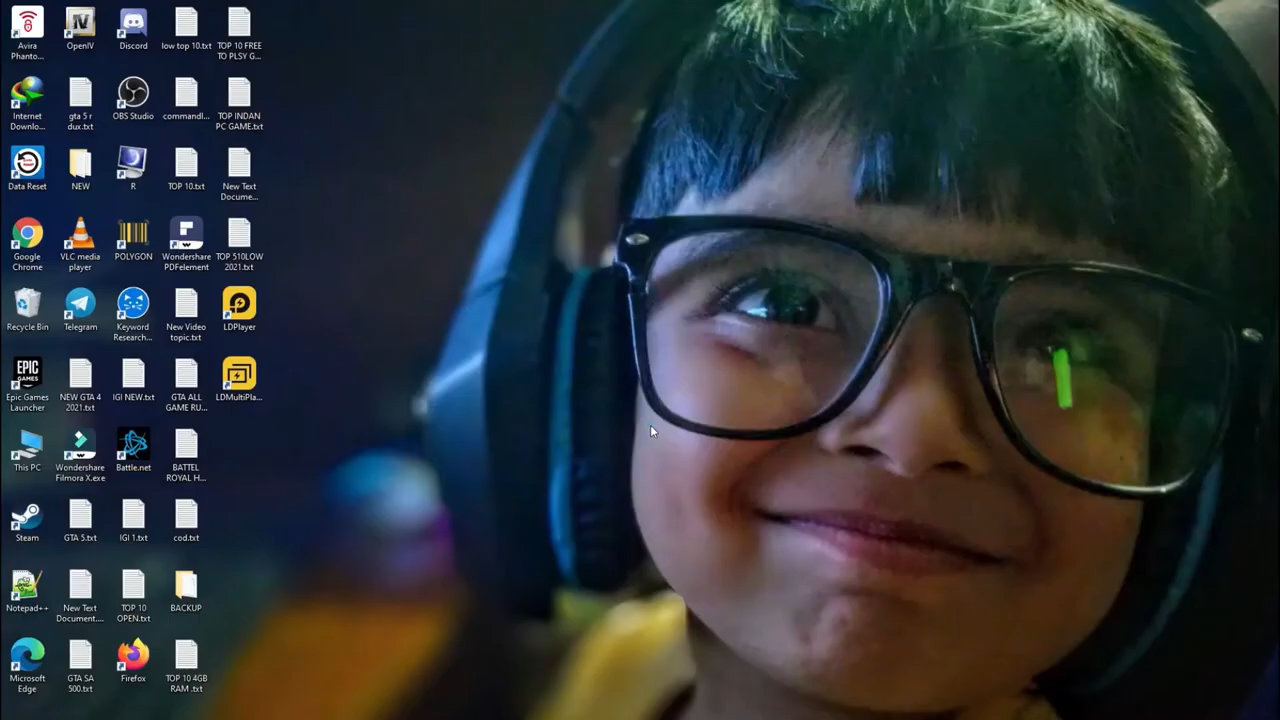 Avira
Phanto...
OpenIV
Discord
low top 10.txt
TOP 10 FREE
TO PLSY G...
Internet
Downlo...
gta 5 r
dux.txt
OBS Studio
commandl...
TOP INDAN
PC GAME.txt
Data Reset
NEW
R
TOP 10.txt
New Text
Docume...
Google
Chrome
VLC media
player
POLYGON
Wondershare
PDFelement
TOP 510LOW
2021.txt
Recycle Bin
Telegram
Keyword
Research...
New Video
topic.txt
LDPlayer
EPIC
GAMES
Epic Games
Launcher
NEW GTA 4
2021.txt
IGI NEW.txt
GTA ALL
GAME RU...
LDMultiPla...
This PC
Wondershare
Filmora X.exe
Battle.net
BATTEL
ROYAL H...
Steam
GTA 5.txt
IGI 1.txt
cod.txt
Notepad++
New Text
Document....
TOP 10
OPEN.txt
BACKUP
Microsoft
Edge
GTA SA
500.txt
Firefox
TOP 10 4GB
RAM .txt